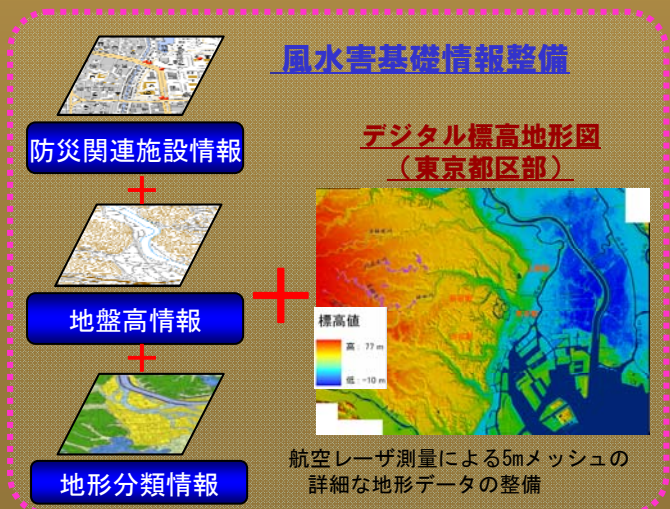 風水害基礎情報整備
防災関連施設情報
+
地盤高情報
+
地形分類情報
+
デジタル標高地形図
（東京都区部）
標高値
高 : 77 m
低 : -10 m
航空レーザ測量による5mメッシュの
詳細な地形データの整備